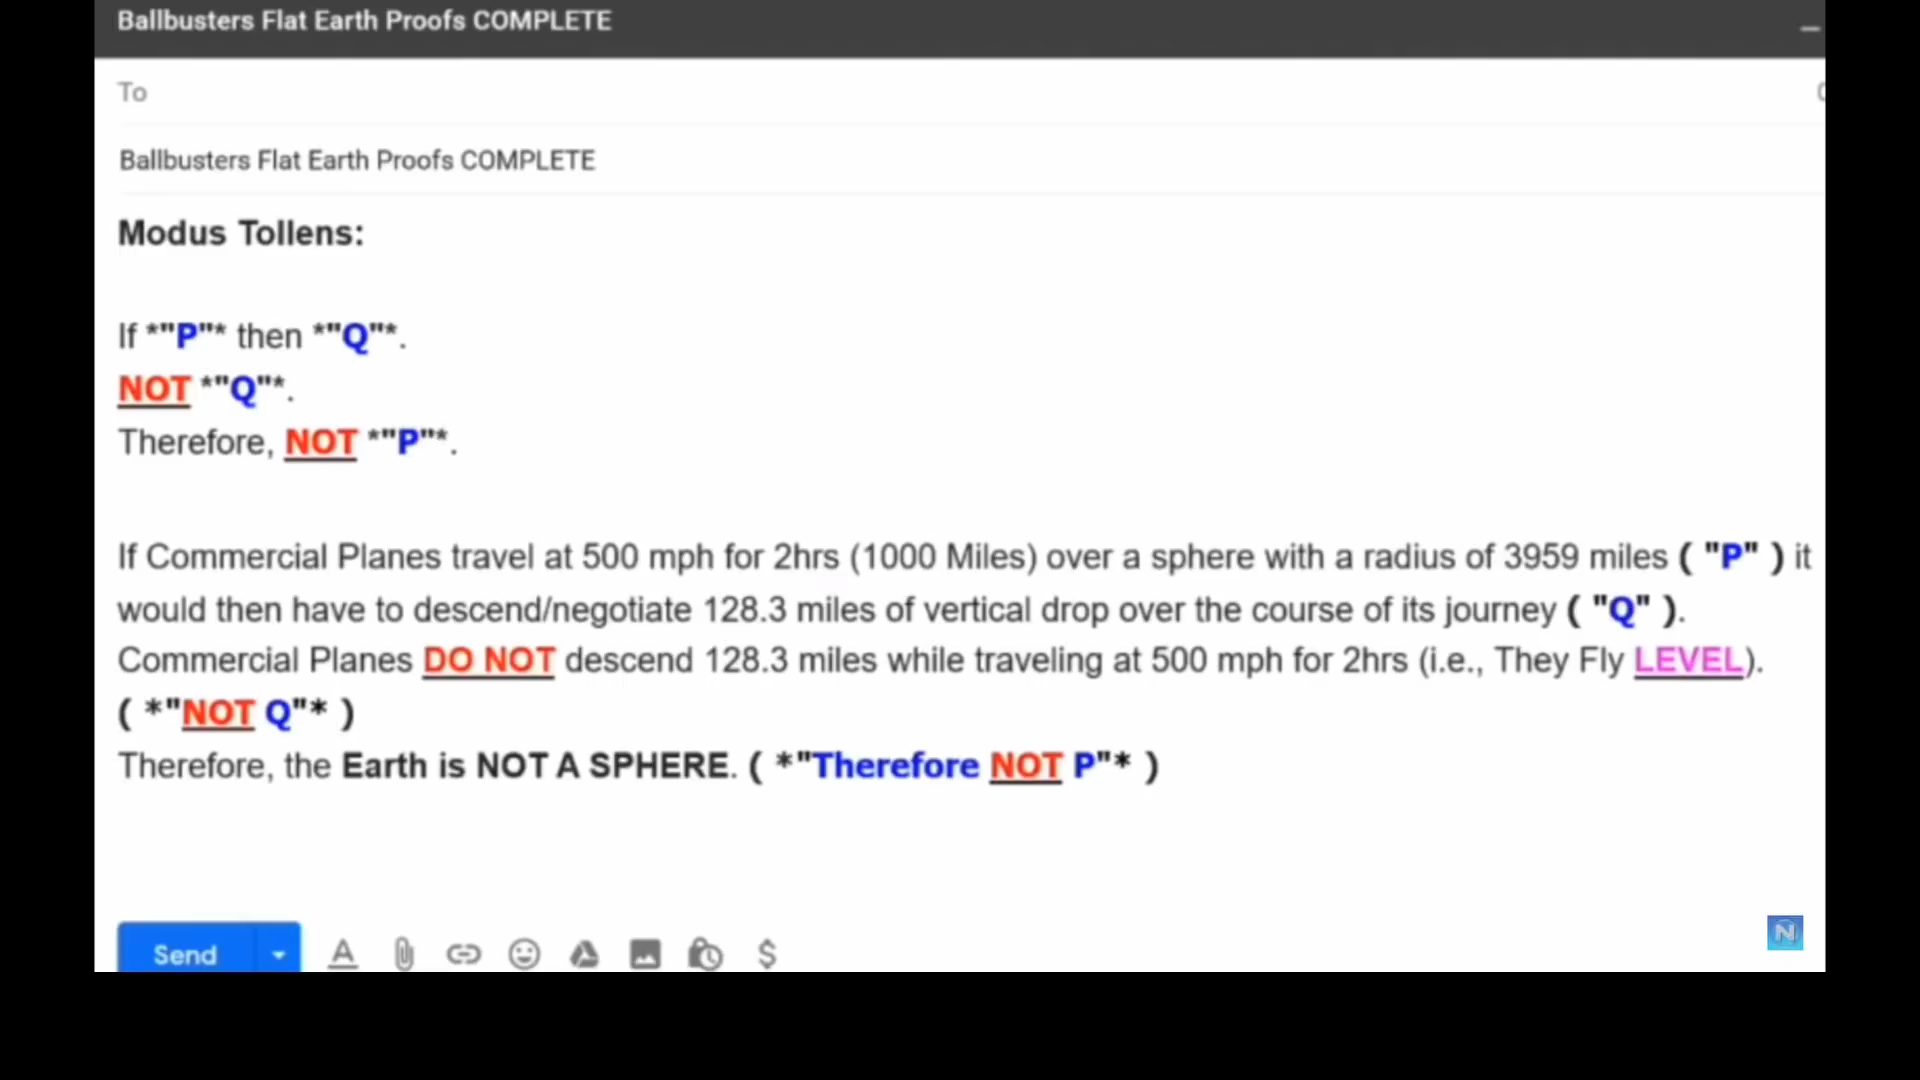 Ballbusters Flat Earth Proofs COMPLETE
To
Ballbusters Flat Earth Proofs COMPLETE
Modus Tollens:
If *"P"* then *"Q"*.
NOT *"Q"*.
Therefore, NOT *"P"*.
If Commercial Planes travel at 500 mph for 2hrs (1000 Miles) over a sphere with a radius of 3959 miles ( "P" ) it
would then have to descend/negotiate 128.3 miles of vertical drop over the course of its journey ( "Q" ).
Commercial Planes DO NOT descend 128.3 miles while traveling at 500 mph for 2hrs (i.e., They Fly LEVEL).
( *"NOT Q"* )
Therefore, the Earth is NOT A SPHERE. ( *"Therefore NOT P"* )
Send
N